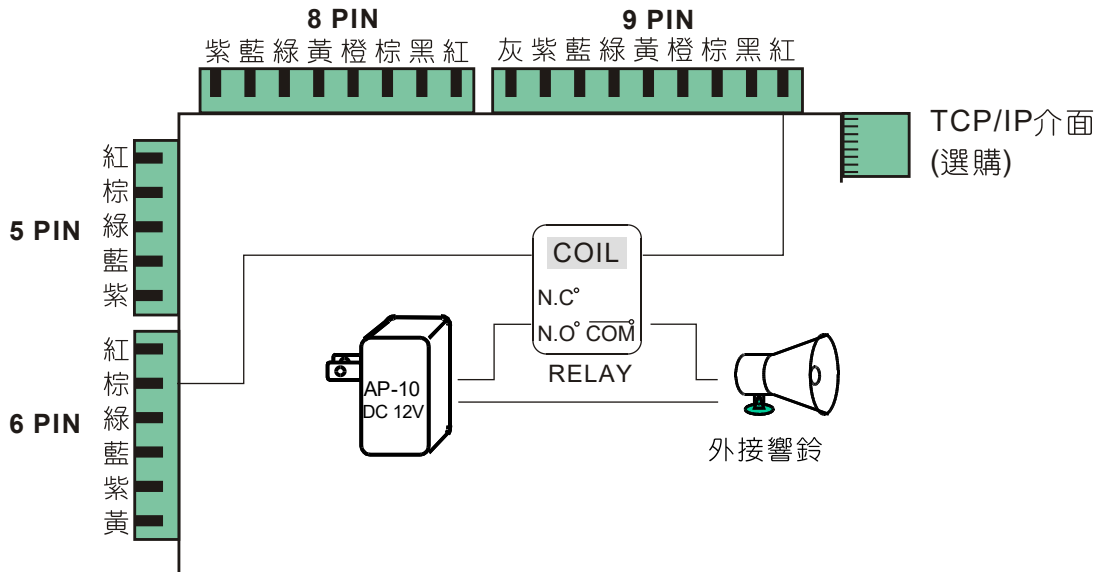 8 PIN
紫藍綠黃橙棕黑紅
9 PIN
灰紫藍綠黃橙棕黑紅
TCP/IP介面
(選購)
5 PIN
紅
棕
綠
藍
紫
6 PIN
紅
棕
綠
藍
紫
黃
COIL
N.C°
N.O° COM
RELAY
AP-10
DC 12V
外接響鈴